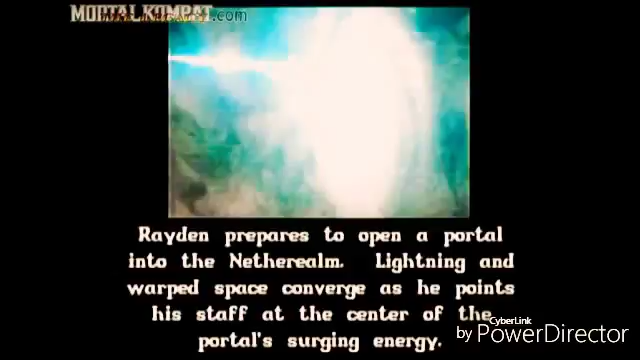 MORTAL KOMPAT
.com
Rayden prepares to open a portal
into the Netherealm. Lightning and
warped space converge as he points
his staff at the center of the
portal's surging energy.
CyberLink
by PowerDirector